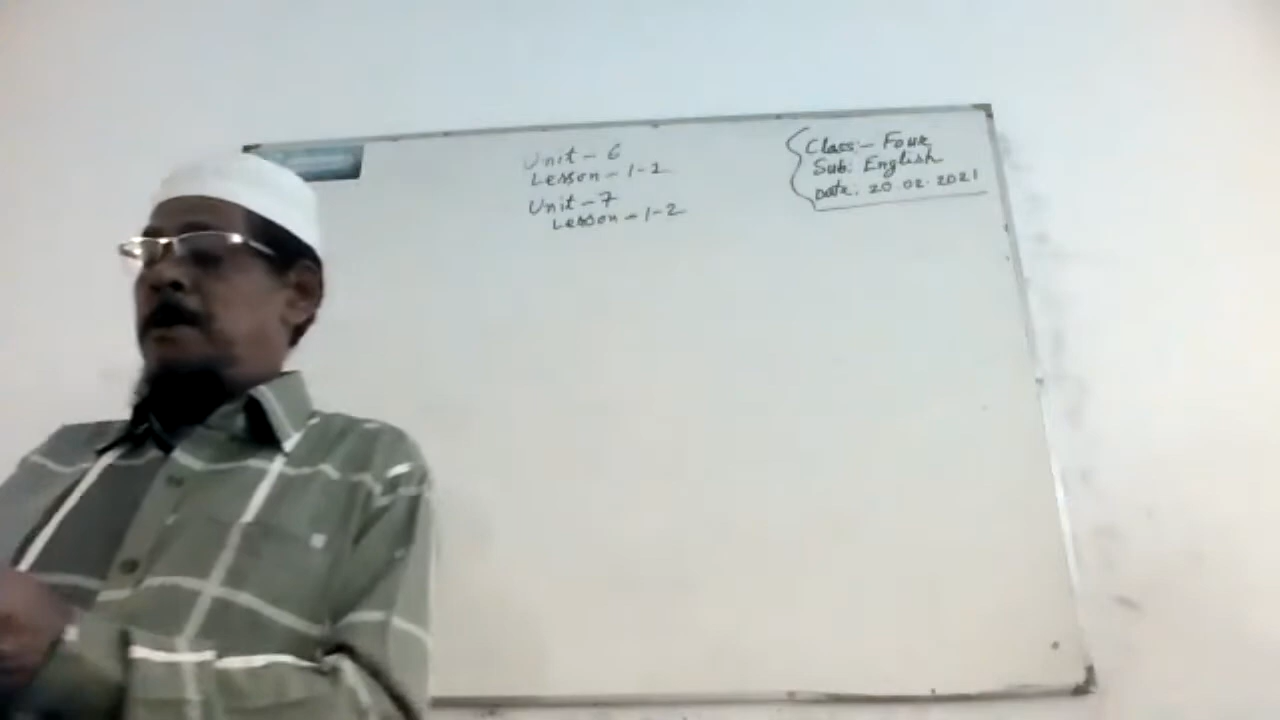 Unit - 6
Lesson - 1-2
Unit - 7
Lesson - 1-2
Class:- Four
Sub: English
Date: 20.02.2021